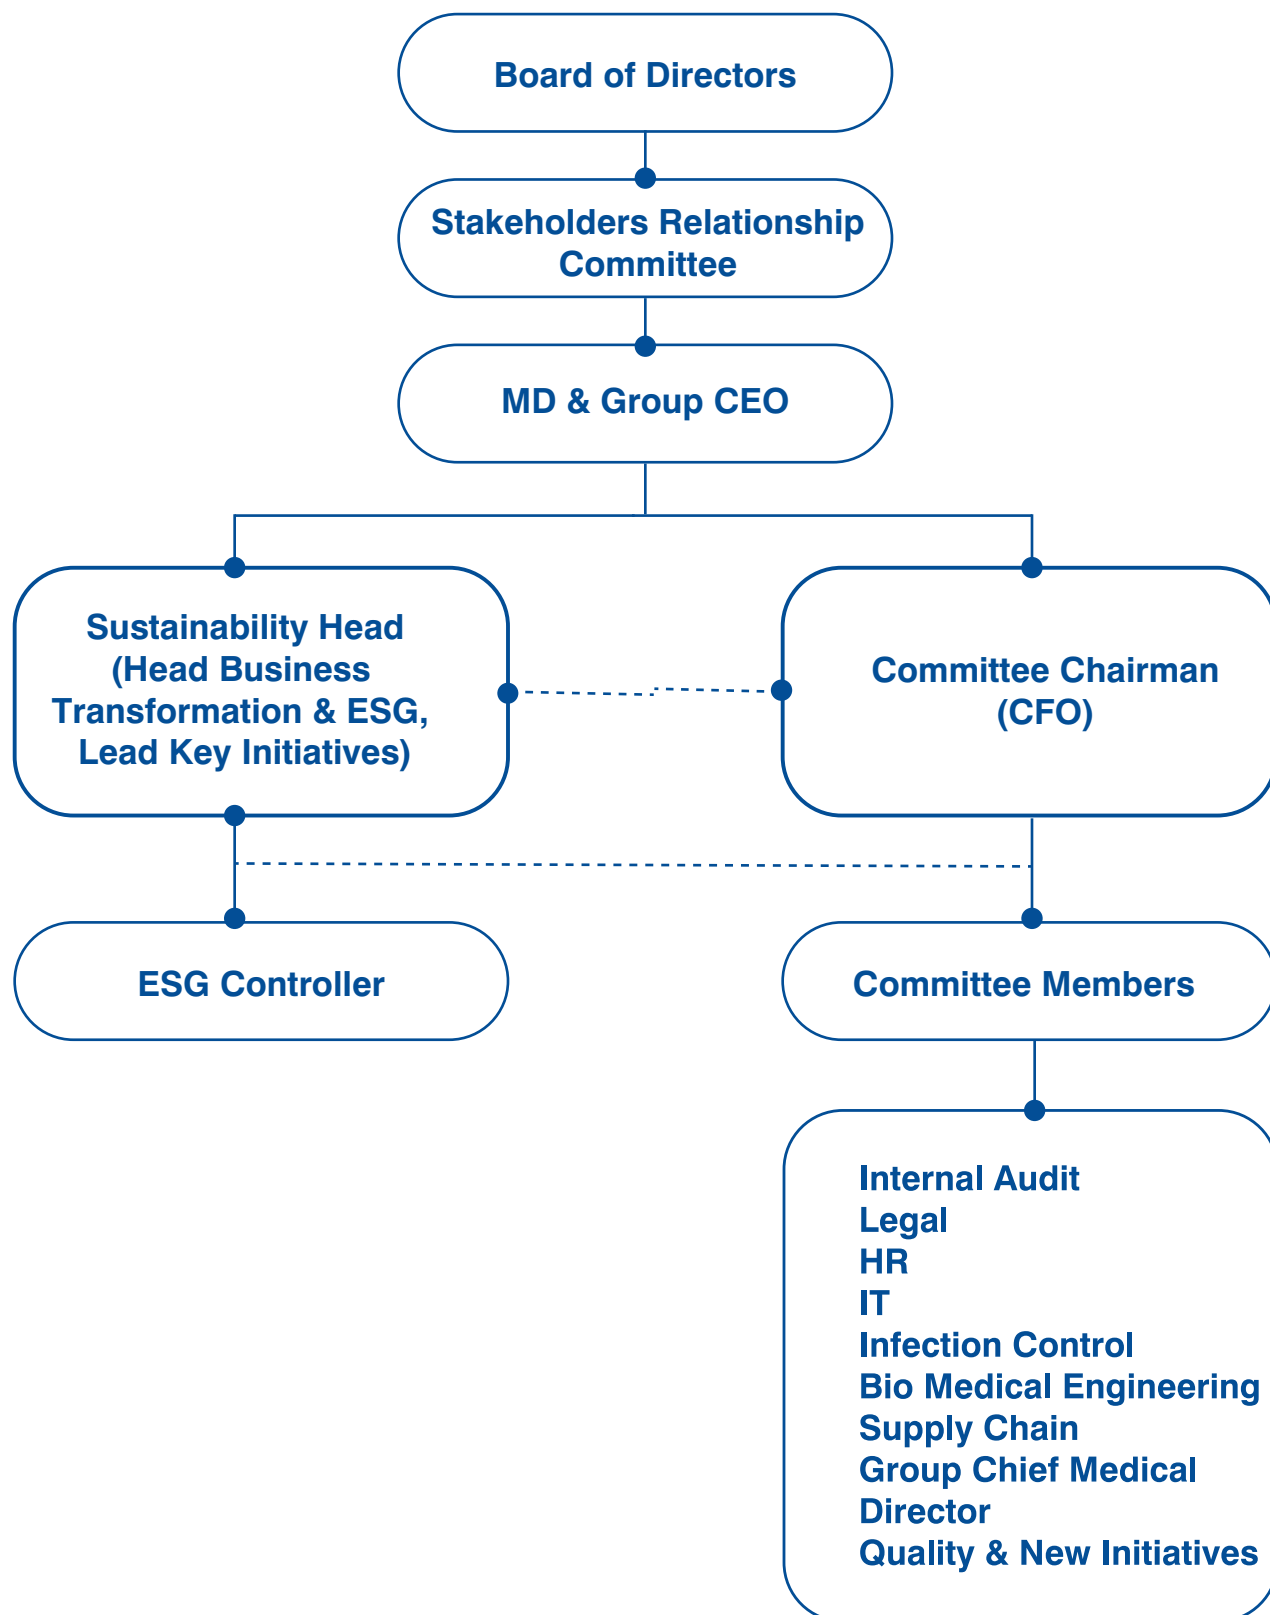 Board of Directors
Stakeholders Relationship
Committee
MD & Group CEO
Sustainability Head
(Head Business
Transformation & ESG,
Lead Key Initiatives)
Committee Chairman
(CFO)
ESG Controller
Committee Members
Internal Audit
Legal
HR
IT
Infection Control
Bio Medical Engineering
Supply Chain
Group Chief Medical
Director
Quality & New Initiatives